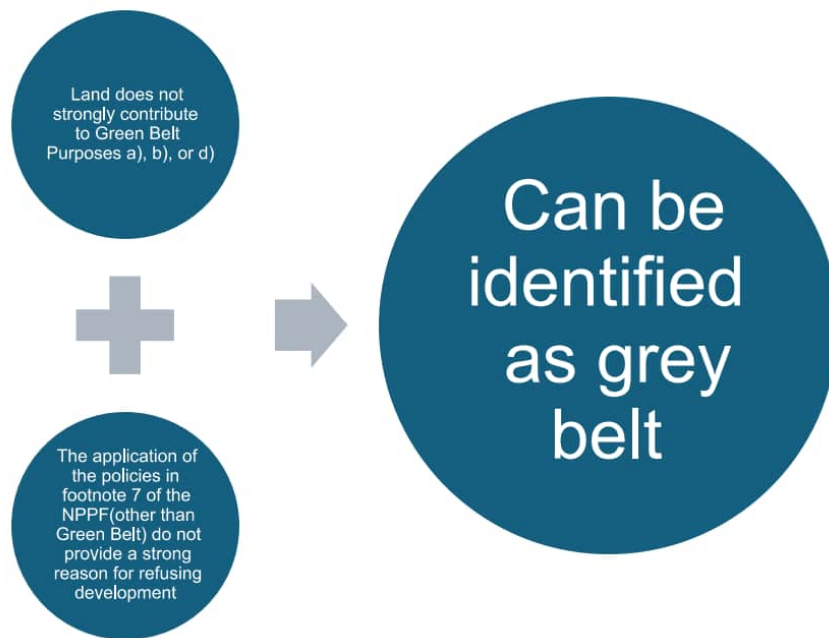 Land does not
strongly contribute
to Green Belt
Purposes a), b), or d)
The application of
the policies in
footnote 7 of the
NPPF(other than
Green Belt) do not
provide a strong
reason for refusing
development
Can be
identified
as grey
belt